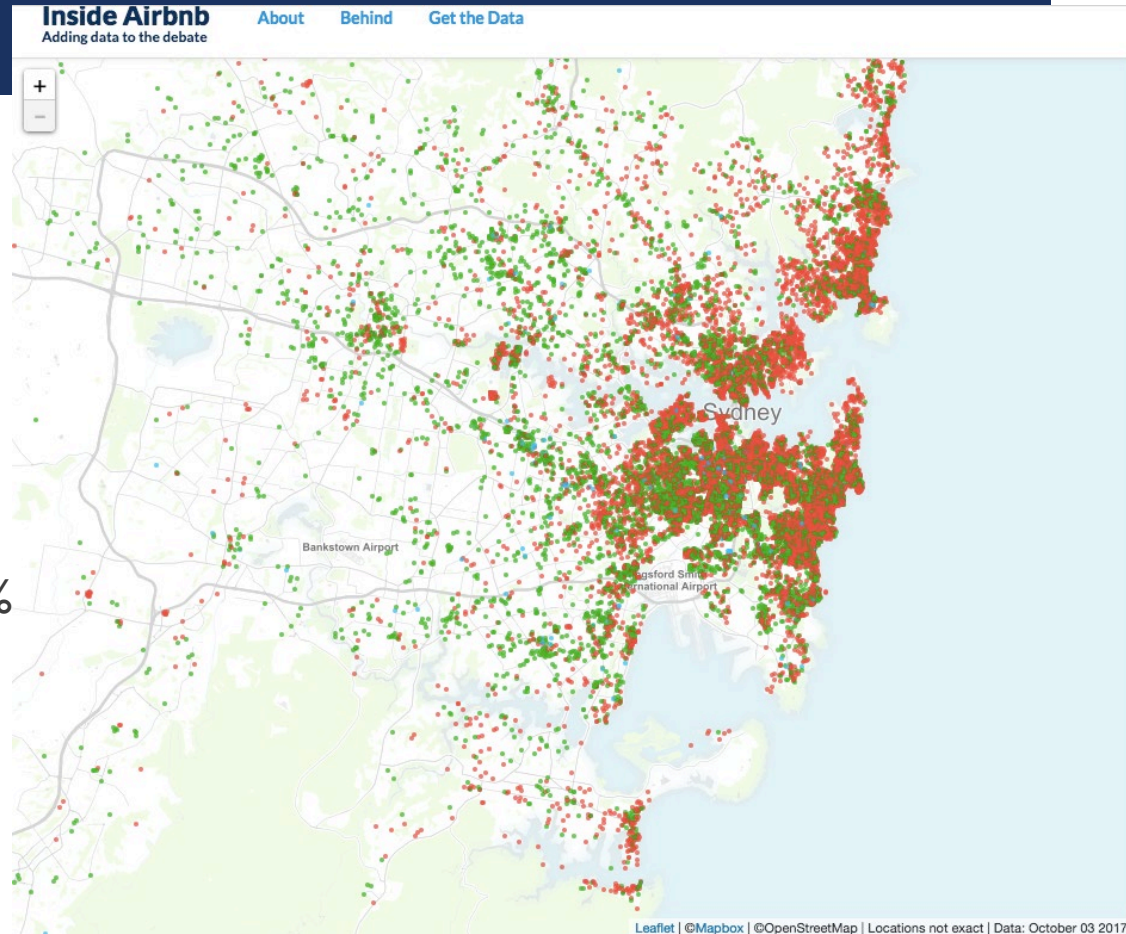 Inside Airbnb
Adding data to the debate
About Behind Get the Data
+
−
Sydney
Bankstown Airport
%
Airport
Leaflet | ©Mapbox | ©OpenStreetMap | Locations not exact | Data: October 03 2017